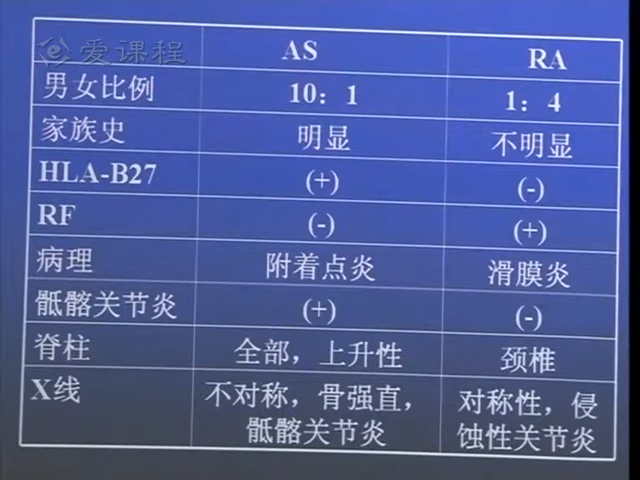 爱课程
AS RA
男女比例 10：1 1：4
家族史 明显 不明显
HLA-B27 (+) (-)
RF (-) (+)
病理 附着点炎 滑膜炎
骶髂关节炎 (+) (-)
脊柱 全部，上升性 颈椎
X线 不对称，骨强直， 对称性，侵
骶髂关节炎 蚀性关节炎